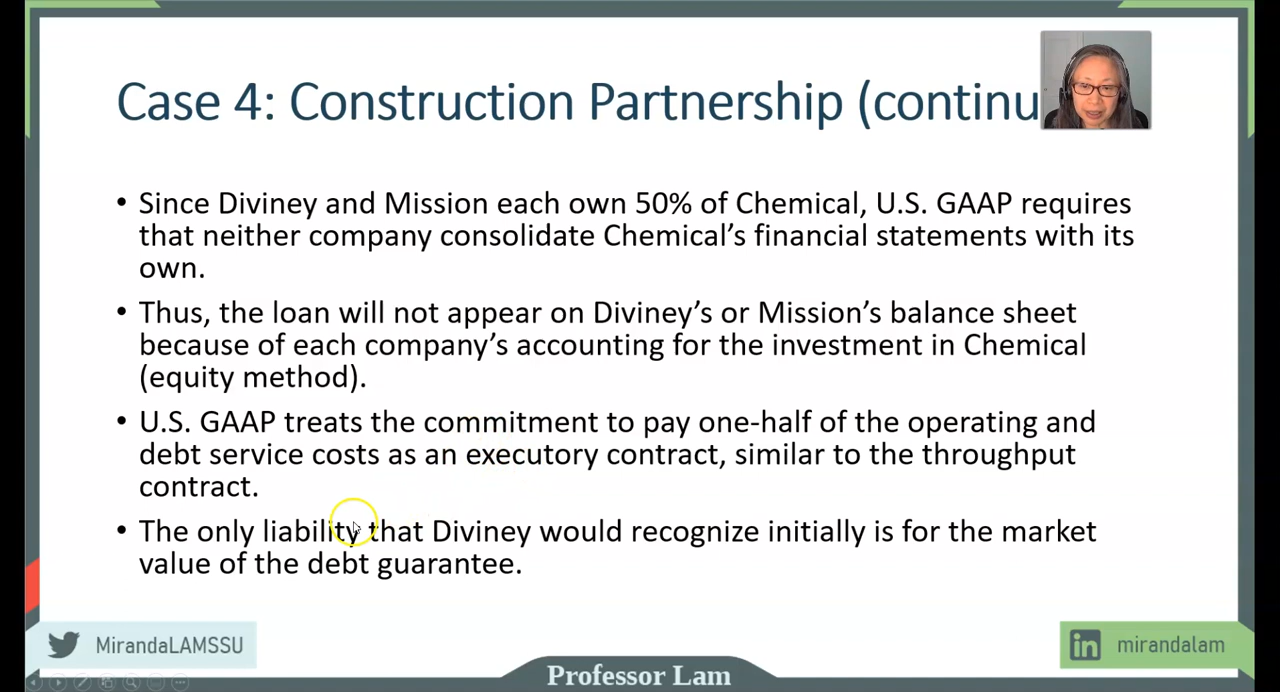 Case 4: Construction Partnership (continu
• Since Diviney and Mission each own 50% of Chemical, U.S. GAAP requires
that neither company consolidate Chemical’s financial statements with its
own.
• Thus, the loan will not appear on Diviney’s or Mission’s balance sheet
because of each company’s accounting for the investment in Chemical
(equity method).
• U.S. GAAP treats the commitment to pay one-half of the operating and
debt service costs as an executory contract, similar to the throughput
contract.
• The only liability that Diviney would recognize initially is for the market
value of the debt guarantee.
MirandaLAMSSU
in mirandalam
Professor Lam